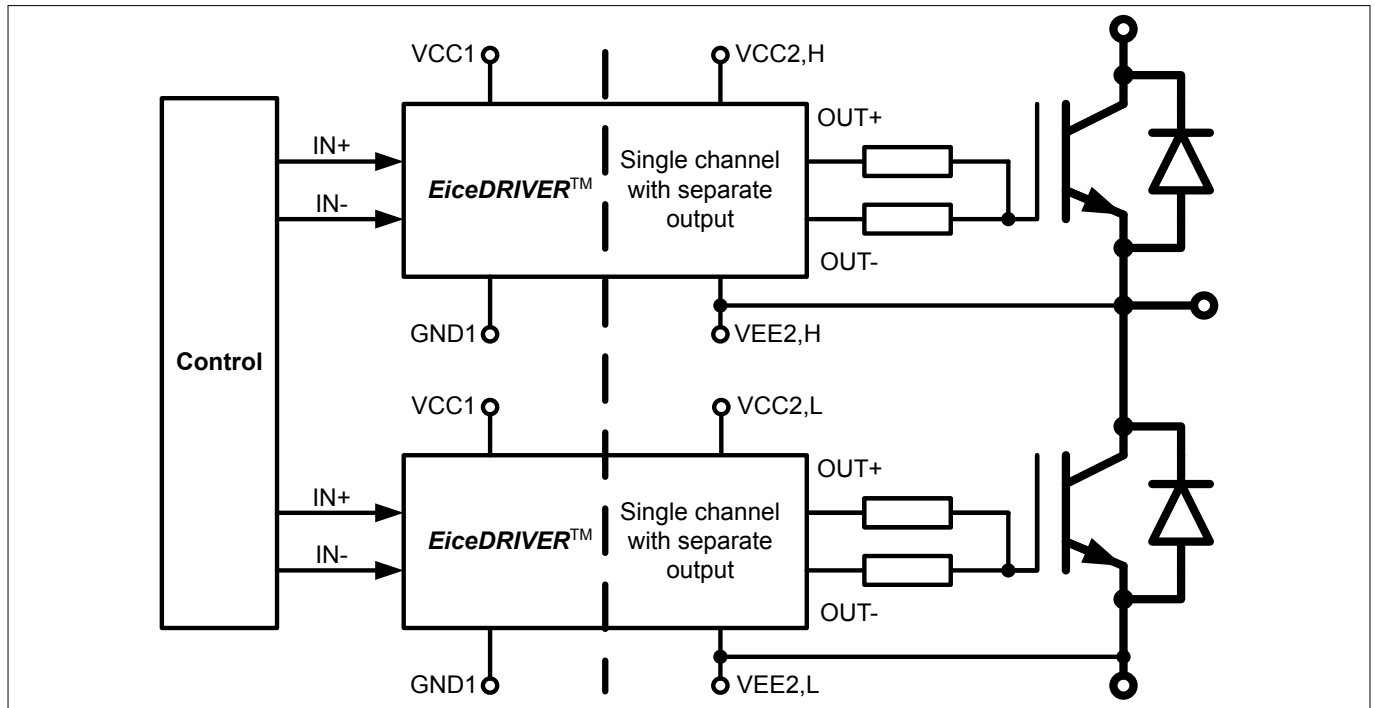 VCC1
VCC2,H
OUT+
IN+
EiceDRIVER™
Single channel
with separate
output
IN-
OUT-
GND1
VEE2,H
Control
VCC1
VCC2,L
OUT+
IN+
EiceDRIVER™
Single channel
with separate
output
IN-
OUT-
GND1
VEE2,L